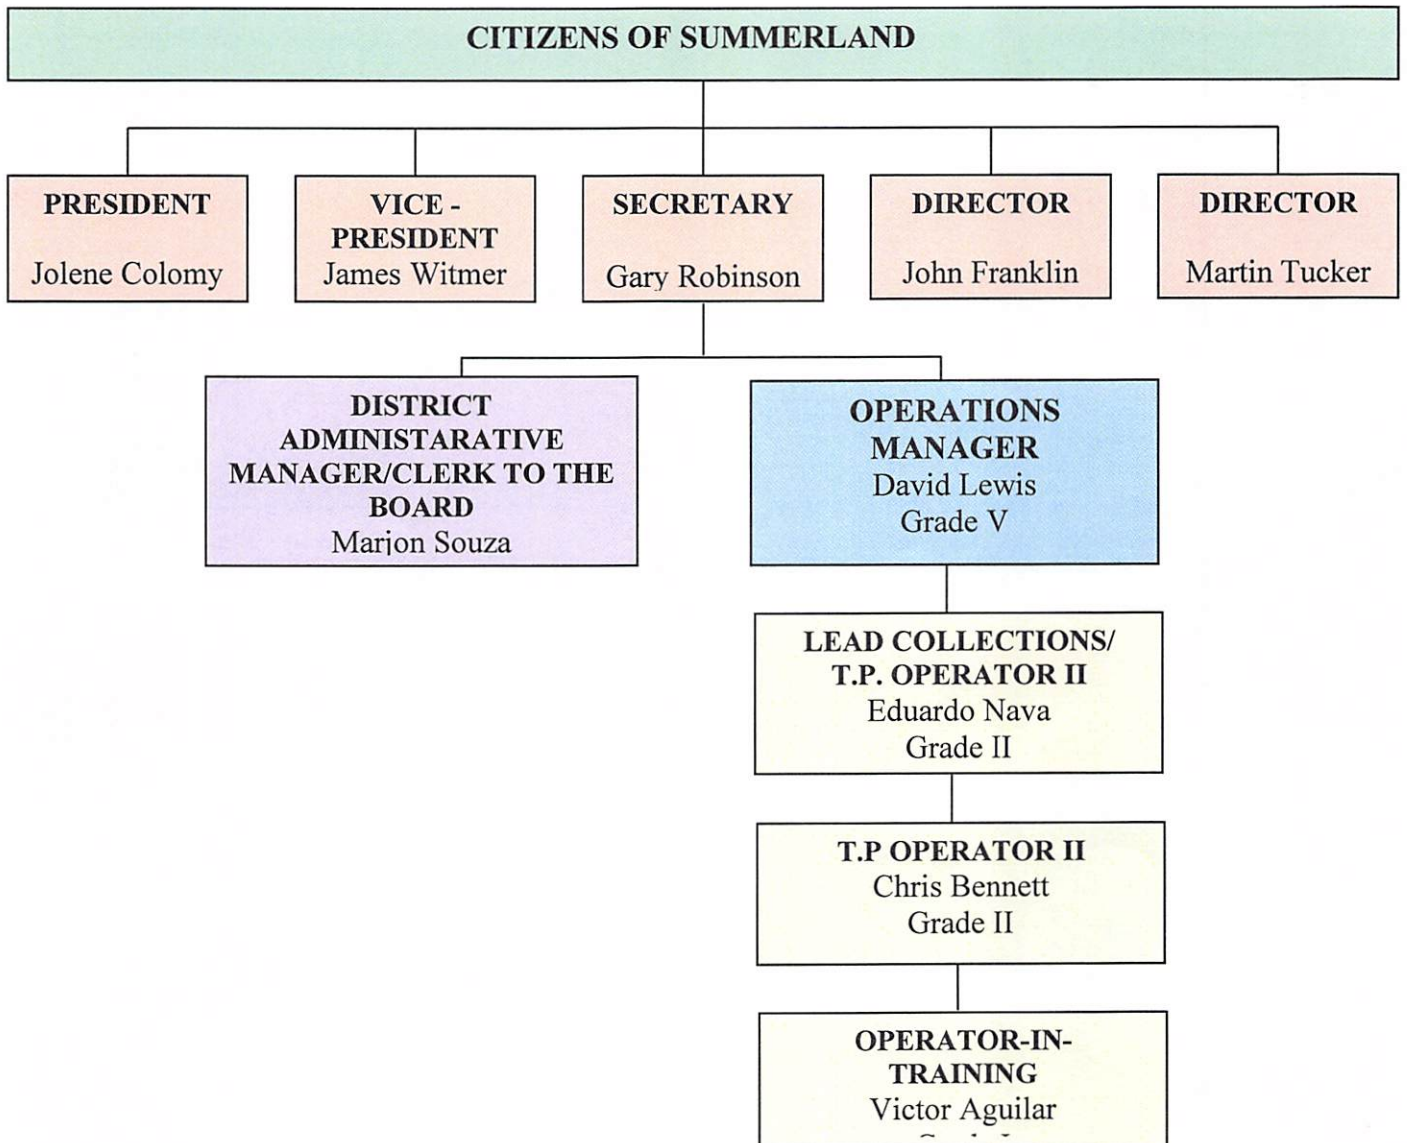 CITIZENS OF SUMMERLAND
PRESIDENT
Jolene Colomy
VICE -
PRESIDENT
James Witmer
SECRETARY
Gary Robinson
DIRECTOR
John Franklin
DIRECTOR
Martin Tucker
DISTRICT
ADMINISTARATIVE
MANAGER/CLERK TO THE
BOARD
Marjon Souza
OPERATIONS
MANAGER
David Lewis
Grade V
LEAD COLLECTIONS/
T.P. OPERATOR II
Eduardo Nava
Grade II
T.P OPERATOR II
Chris Bennett
Grade II
OPERATOR-IN-
TRAINING
Victor Aguilar